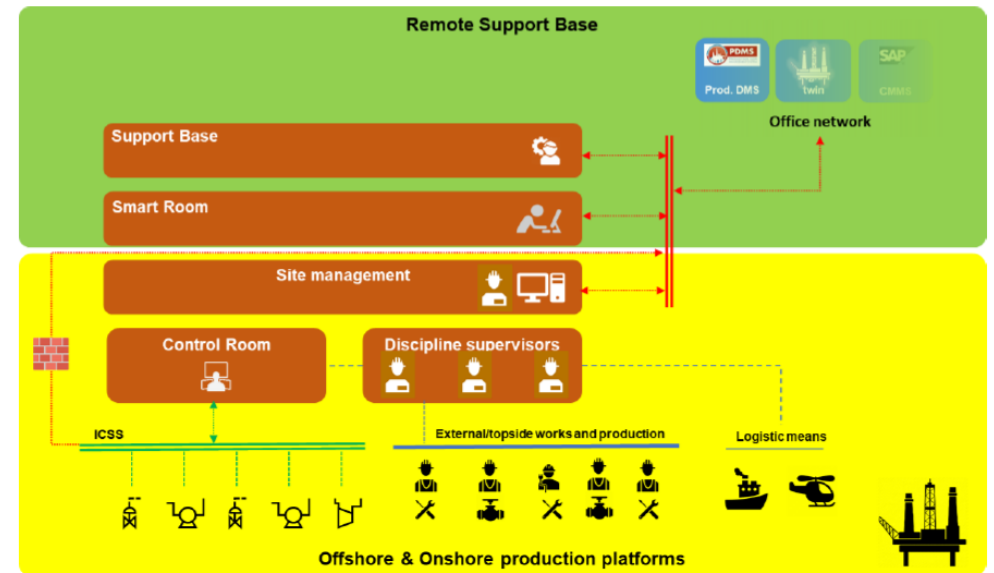 Remote Support Base
PDMS
Prod. DMS
twin
SAP
CMMS
Office network
Support Base
Smart Room
Site management
Control Room
Discipline supervisors
ICSS
External/topside works and production
Logistic means
Offshore & Onshore production platforms